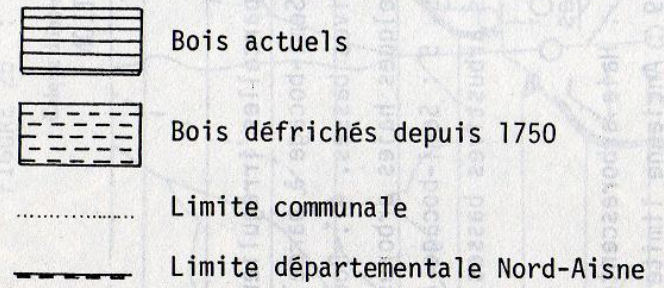 Bois actuels
Bois défrichés depuis 1750
Limite communale
Limite départementale Nord-Aisne